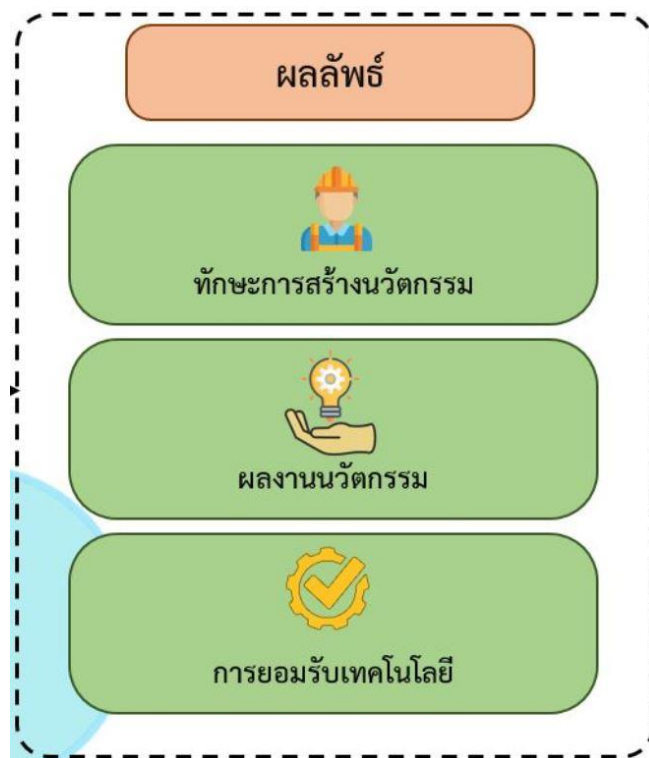 ผลลัพธ์
ทักษะการสร้างนวัตกรรม
ผลงานนวัตกรรม
การยอมรับเทคโนโลยี